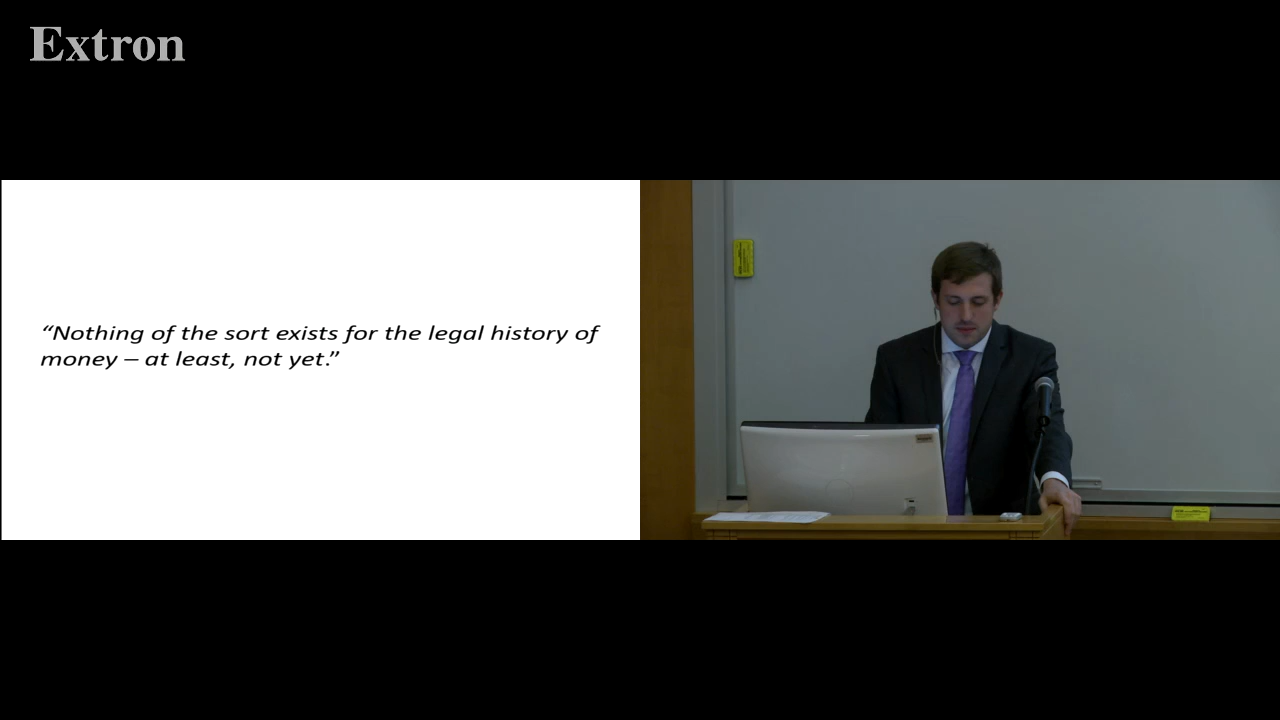 Extron
“Nothing of the sort exists for the legal history of
money – at least, not yet.”